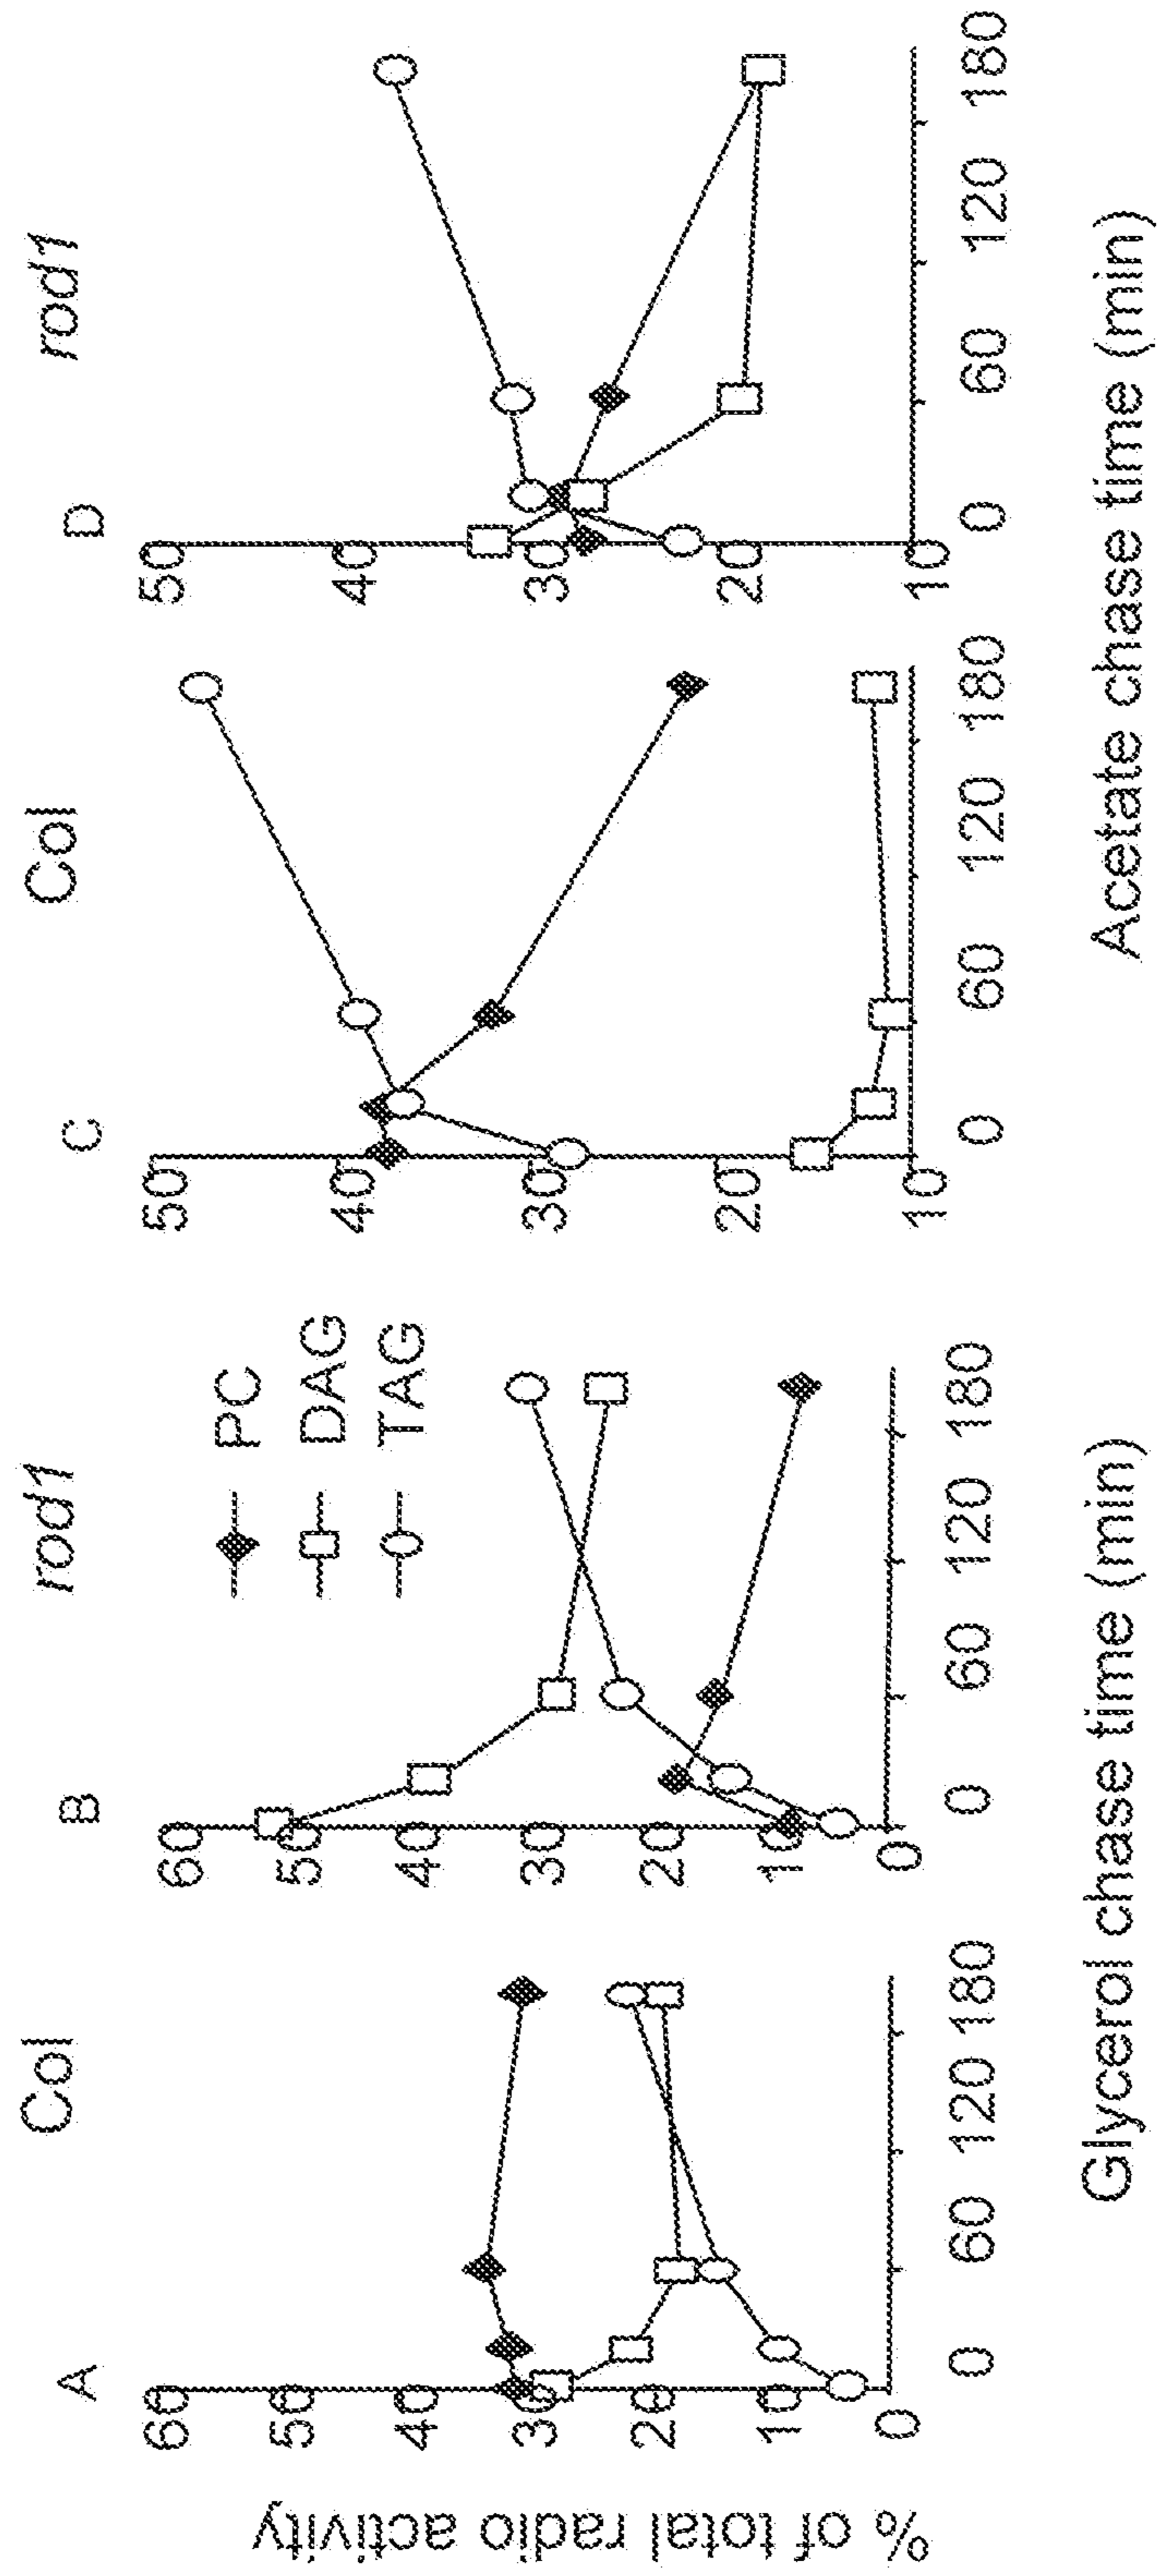 A Col
B rod1
C Col
D rod1
% of total radio activity
60
50
40
30
20
10
0
0 60 120 180
60
50
40
30
20
10
0
0 60 120 180
PC
DAG
TAG
50
40
30
20
10
0 60 120 180
50
40
30
20
10
0 60 120 180
Glycerol chase time (min)
Acetate chase time (min)